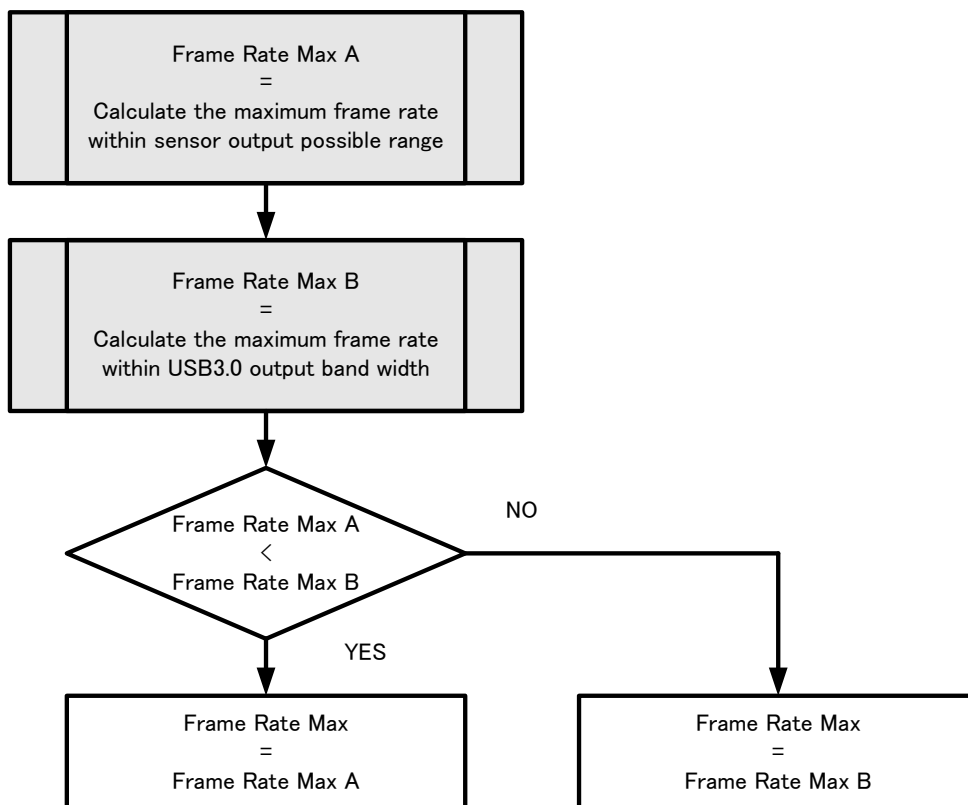 Frame Rate Max A
=
Calculate the maximum frame rate
within sensor output possible range
Frame Rate Max B
=
Calculate the maximum frame rate
within USB3.0 output band width
Frame Rate Max A
<
Frame Rate Max B
NO
YES
Frame Rate Max
=
Frame Rate Max A
Frame Rate Max
=
Frame Rate Max B